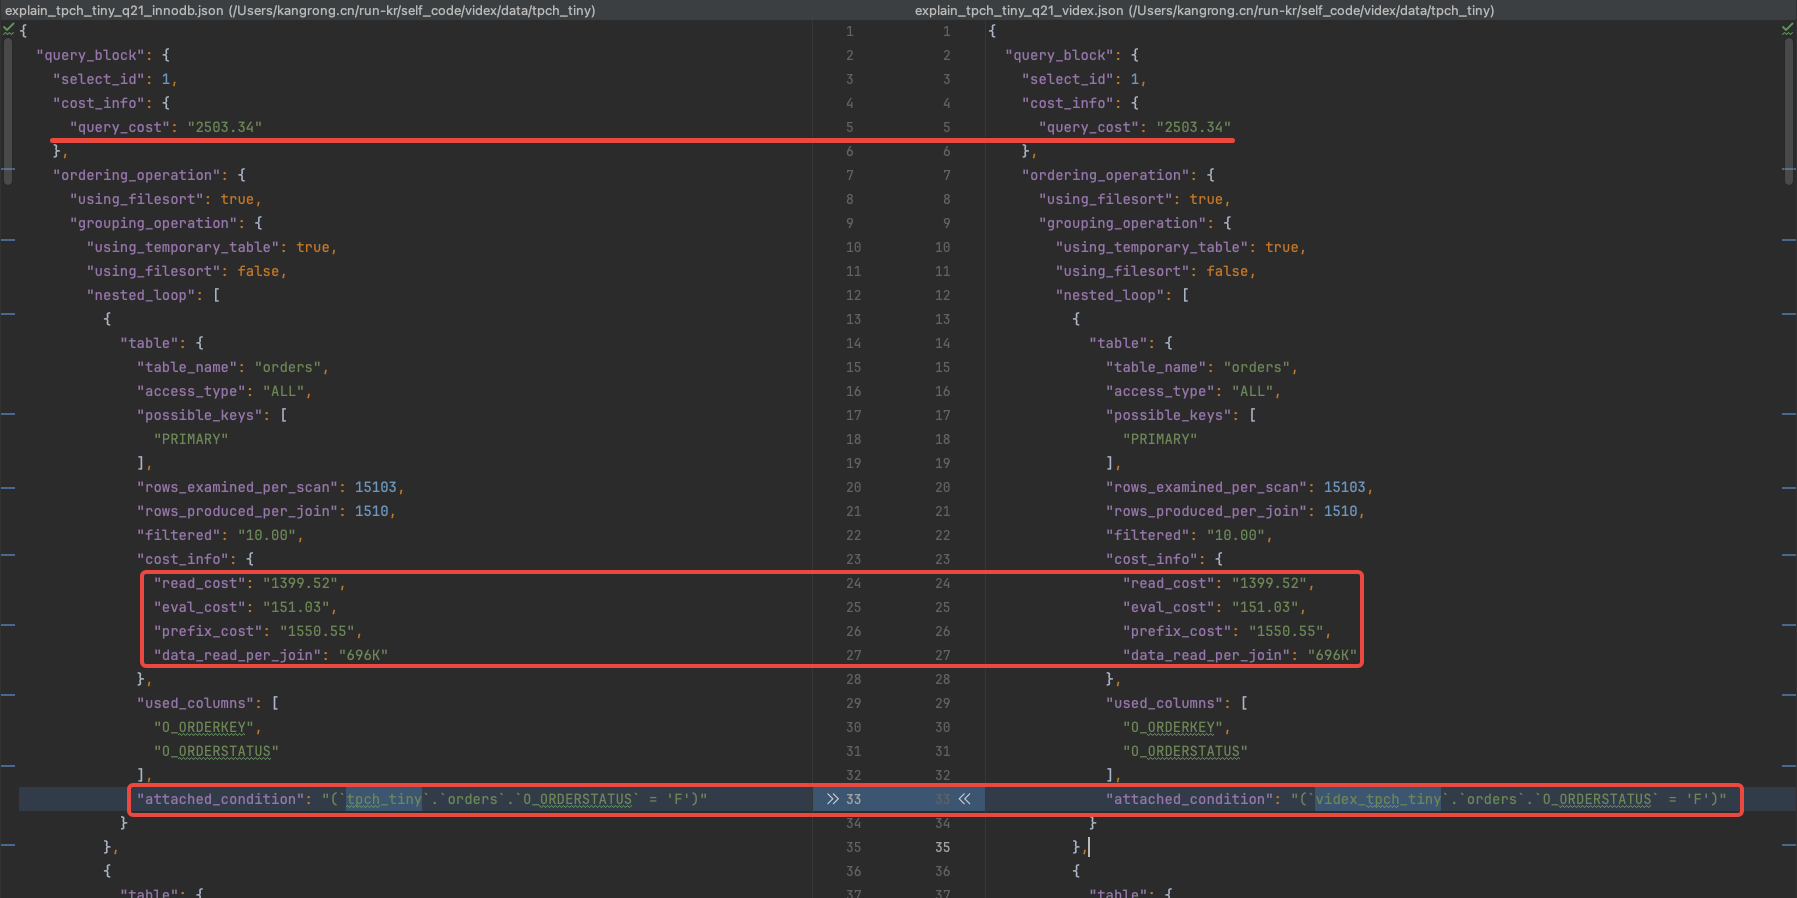 explain_tpch_tiny_q21_innodb.json (/Users/kangrong.cn/run-kr/self_code/videx/data/tpch_tiny)
explain_tpch_tiny_q21_videx.json (/Users/kangrong.cn/run-kr/self_code/videx/data/tpch_tiny)
{ 1 1 {
"query_block": { 2 2 "query_block": {
"select_id": 1, 3 3 "select_id": 1,
"cost_info": { 4 4 "cost_info": {
"query_cost": "2503.34" 5 5 "query_cost": "2503.34"
}, 6 6 },
"ordering_operation": { 7 7 "ordering_operation": {
"using_filesort": true, 8 8 "using_filesort": true,
"grouping_operation": { 9 9 "grouping_operation": {
"using_temporary_table": true, 10 10 "using_temporary_table": true,
"using_filesort": false, 11 11 "using_filesort": false,
"nested_loop": [ 12 12 "nested_loop": [
{ 13 13 {
"table": { 14 14 "table": {
"table_name": "orders", 15 15 "table_name": "orders",
"access_type": "ALL", 16 16 "access_type": "ALL",
"possible_keys": [ 17 17 "possible_keys": [
"PRIMARY" 18 18 "PRIMARY"
], 19 19 ],
"rows_examined_per_scan": 15103, 20 20 "rows_examined_per_scan": 15103,
"rows_produced_per_join": 1510, 21 21 "rows_produced_per_join": 1510,
"filtered": "10.00", 22 22 "filtered": "10.00",
"cost_info": { 23 23 "cost_info": {
"read_cost": "1399.52", 24 24 "read_cost": "1399.52",
"eval_cost": "151.03", 25 25 "eval_cost": "151.03",
"prefix_cost": "1550.55", 26 26 "prefix_cost": "1550.55",
"data_read_per_join": "696K" 27 27 "data_read_per_join": "696K"
}, 28 28 },
"used_columns": [ 29 29 "used_columns": [
"O_ORDERKEY", 30 30 "O_ORDERKEY",
"O_ORDERSTATUS" 31 31 "O_ORDERSTATUS"
], 32 32 ],
"attached_condition": "(`tpch_tiny`.`orders`.`O_ORDERSTATUS` = 'F')" >> 33 33 << "attached_condition": "(`videx_tpch_tiny`.`orders`.`O_ORDERSTATUS` = 'F')"
} 34 34 }
}, 35 35 },
{ 36 36 {
"table": { 37 37 "table": {